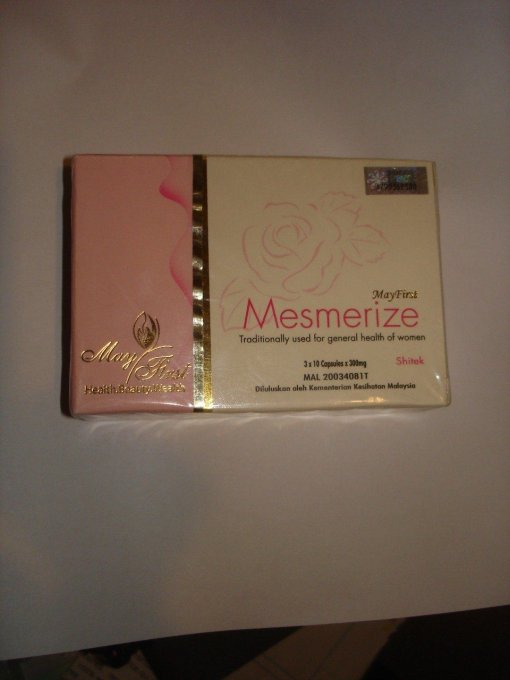 May First
Health.Beauty.Wealth
MayFirst
Mesmerize
Traditionally used for general health of women
3 x 10 Capsules x 300mg
Shitek
MAL 20034081T
Diluluskan oleh Kementerian Kesihatan Malaysia